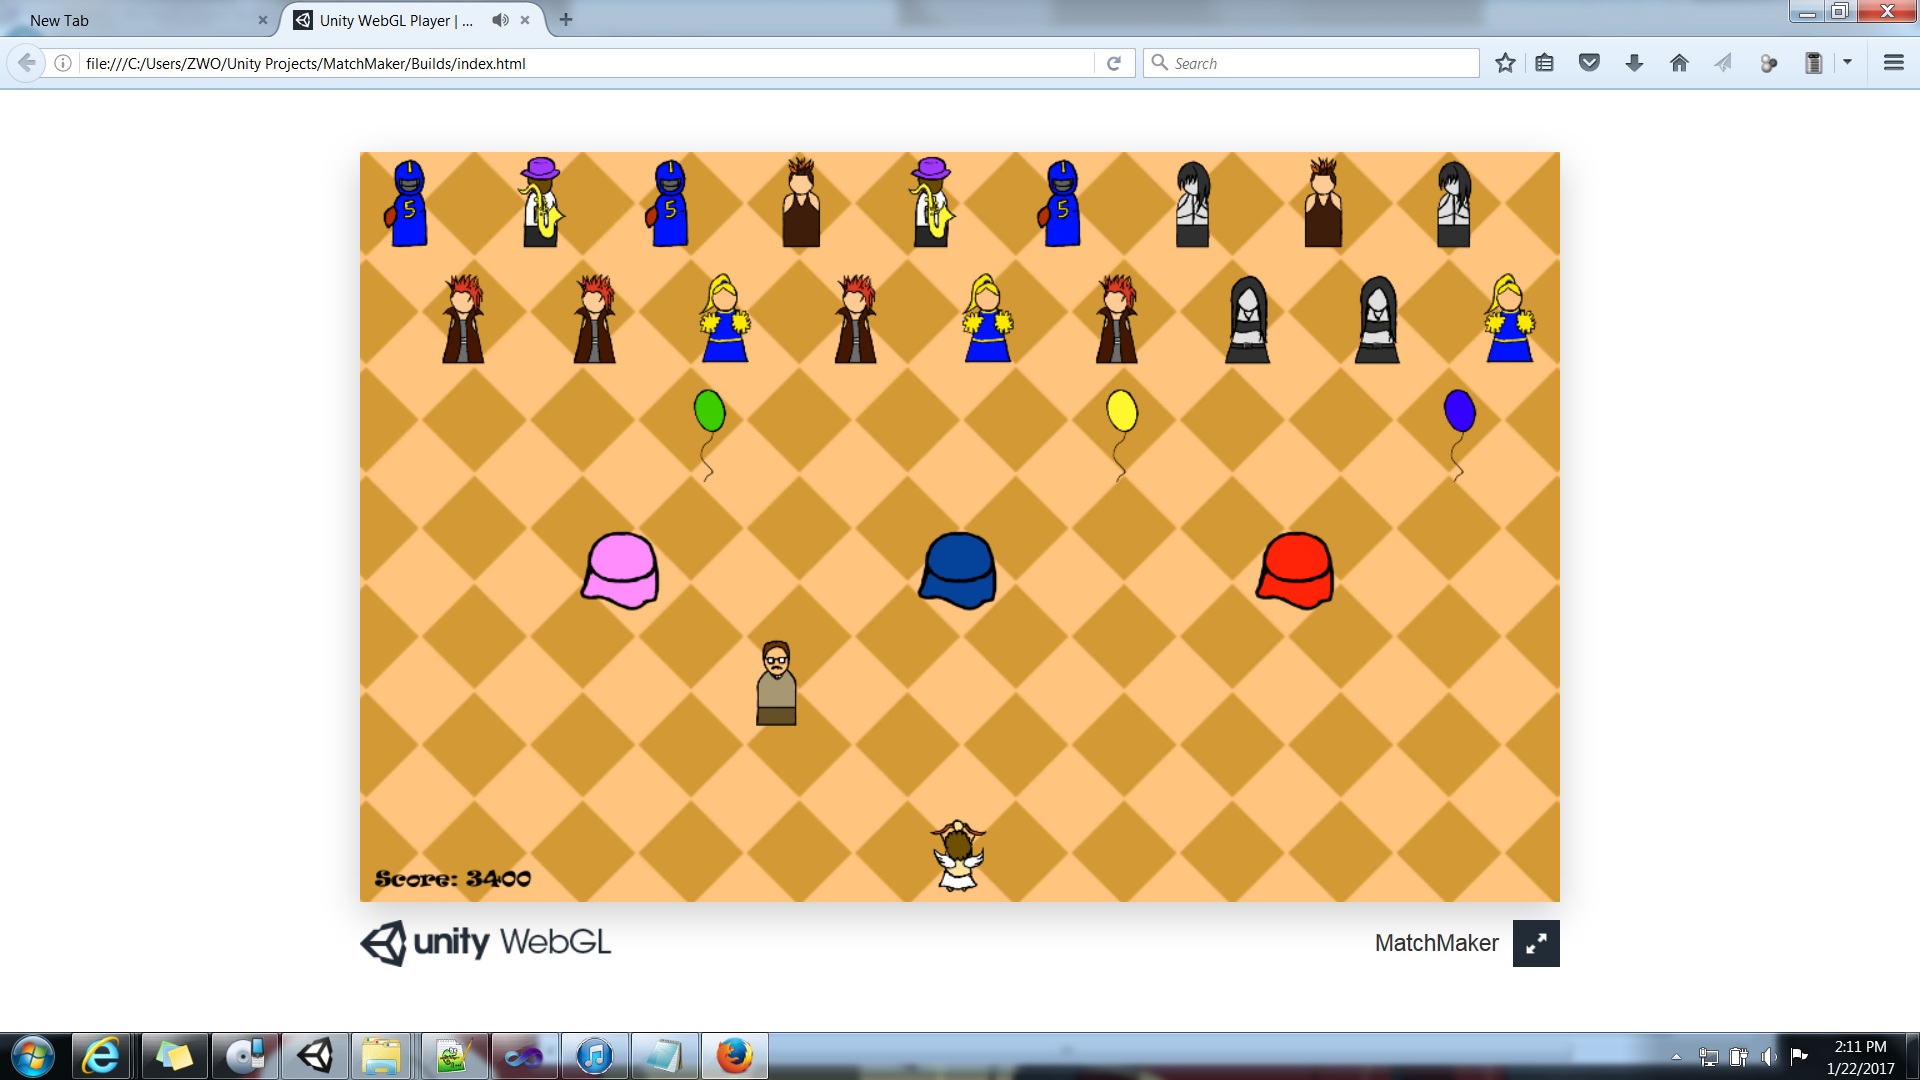 New Tab
Unity WebGL Player | ...
file:///C:/Users/ZWO/Unity Projects/MatchMaker/Builds/index.html
Search
5
5
5
Score: 3400
unity WebGL
MatchMaker
2:11 PM
1/22/2017